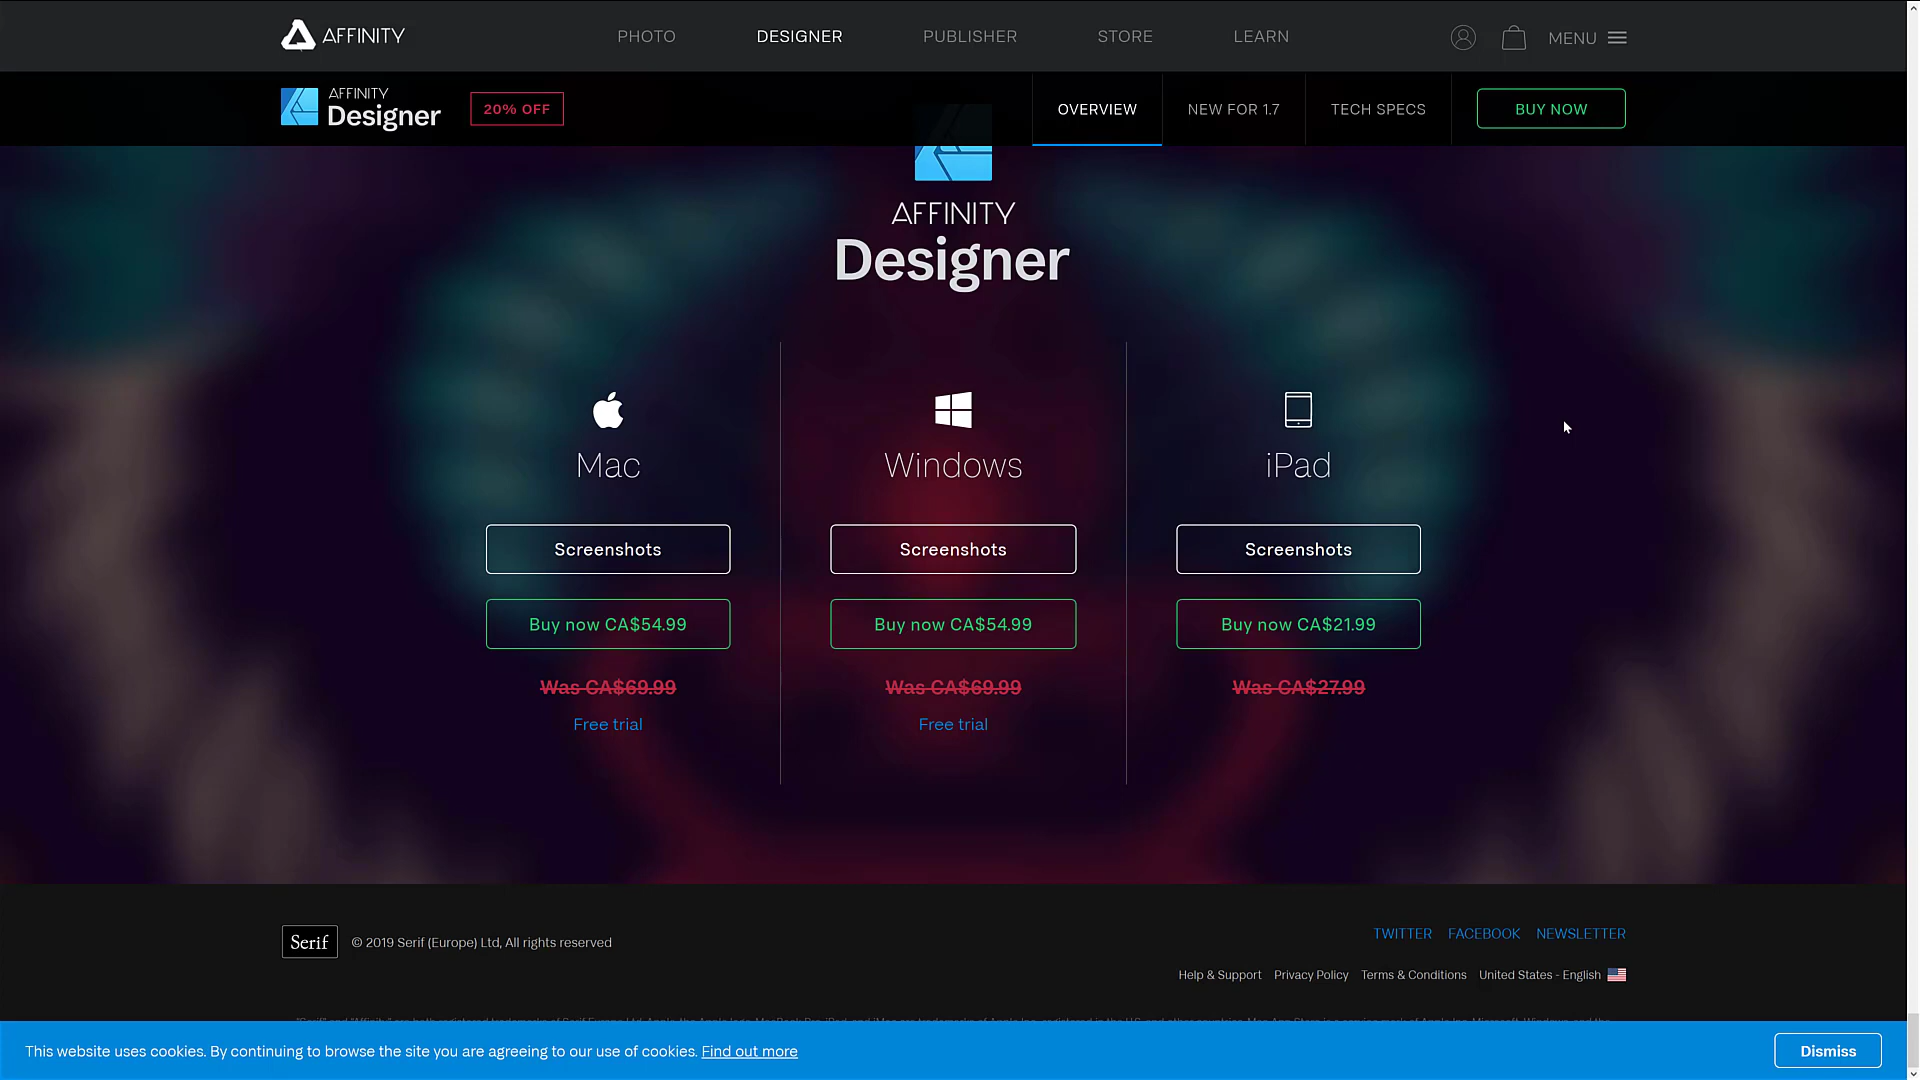 AFFINITY
PHOTO
DESIGNER
PUBLISHER
STORE
LEARN
MENU
AFFINITY
Designer
20% OFF
OVERVIEW
NEW FOR 1.7
TECH SPECS
BUY NOW
AFFINITY
Designer
Mac
Windows
iPad
Screenshots
Screenshots
Screenshots
Buy now CA$54.99
Buy now CA$54.99
Buy now CA$21.99
Was CA$69.99
Was CA$69.99
Was CA$27.99
Free trial
Free trial
Serif
© 2019 Serif (Europe) Ltd, All rights reserved
TWITTER
FACEBOOK
NEWSLETTER
Help & Support
Privacy Policy
Terms & Conditions
United States - English
This website uses cookies. By continuing to browse the site you are agreeing to our use of cookies. Find out more
Dismiss